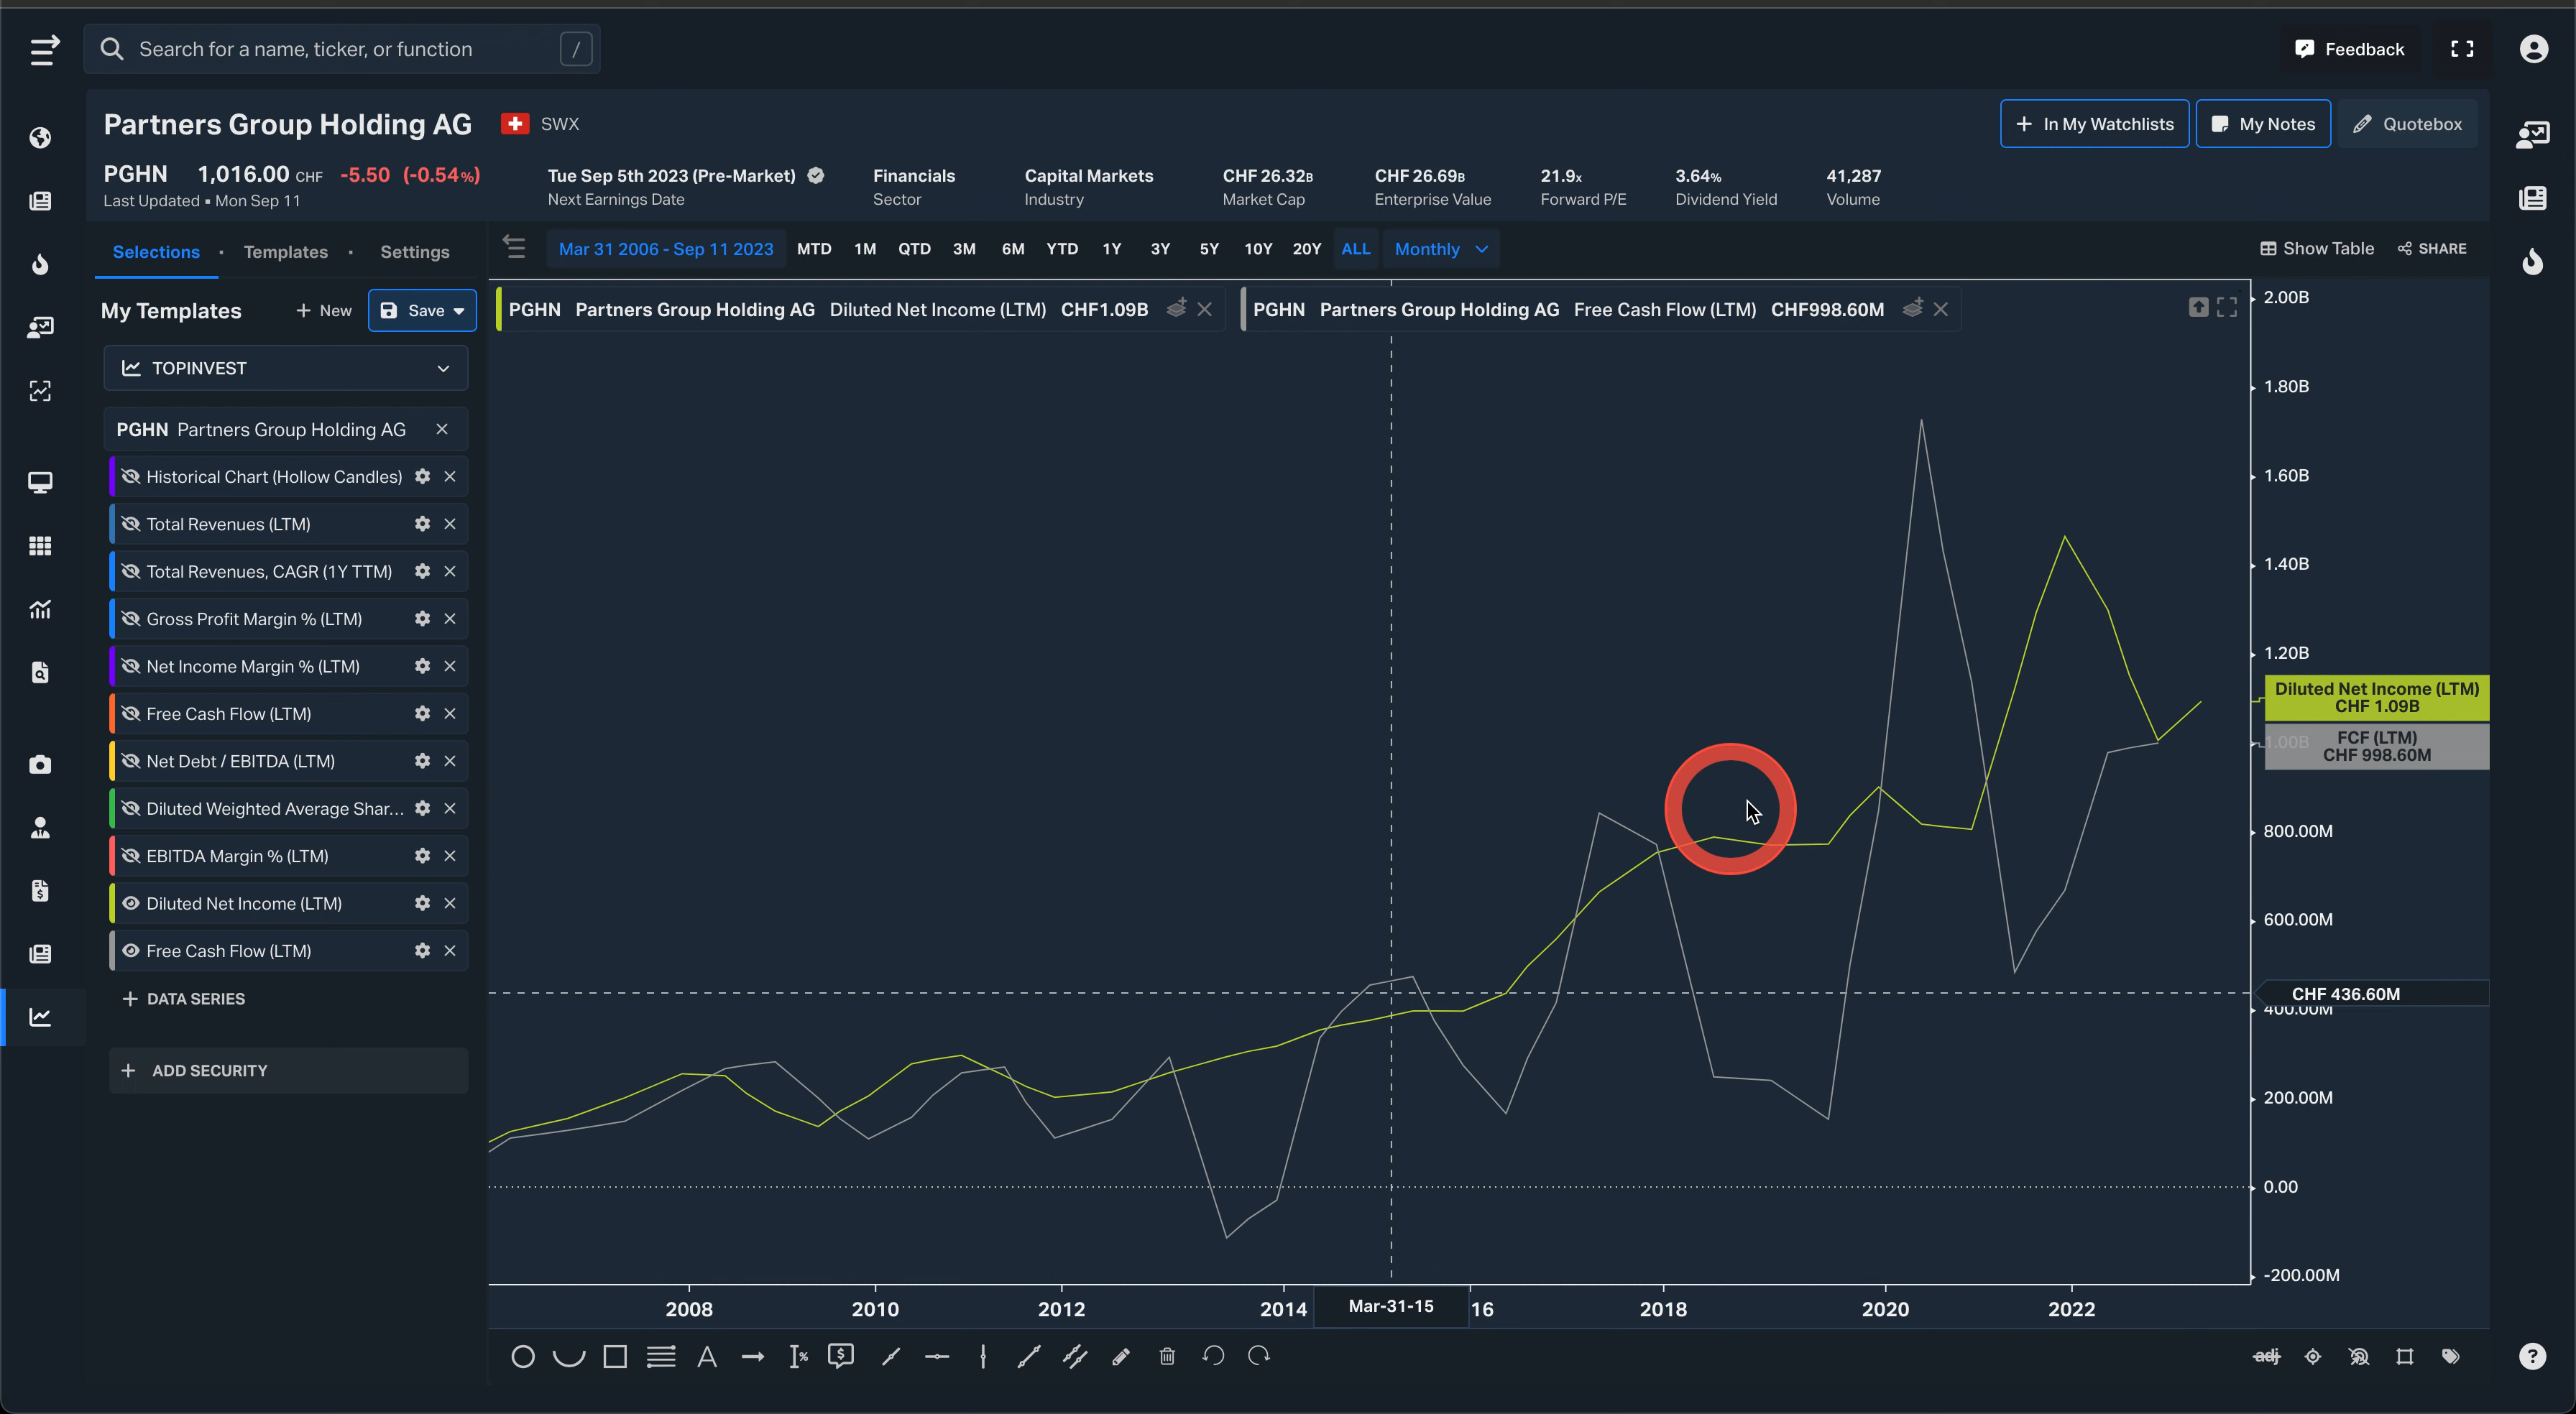 Search for a name, ticker, or function /
Feedback
Partners Group Holding AG SWX
+ In My Watchlists My Notes Quotebox
PGHN 1,016.00 CHF -5.50 (-0.54%)
Last Updated ▪ Mon Sep 11
Tue Sep 5th 2023 (Pre-Market)
Next Earnings Date
Financials
Sector
Capital Markets
Industry
CHF 26.32B
Market Cap
CHF 26.69B
Enterprise Value
21.9x
Forward P/E
3.64%
Dividend Yield
41,287
Volume
Selections · Templates · Settings
Mar 31 2006 - Sep 11 2023 MTD 1M QTD 3M 6M YTD 1Y 3Y 5Y 10Y 20Y ALL Monthly
Show Table SHARE
My Templates + New Save
TOPINVEST
PGHN Partners Group Holding AG
Historical Chart (Hollow Candles)
Total Revenues (LTM)
Total Revenues, CAGR (1Y TTM)
Gross Profit Margin % (LTM)
Net Income Margin % (LTM)
Free Cash Flow (LTM)
Net Debt / EBITDA (LTM)
Diluted Weighted Average Shar...
EBITDA Margin % (LTM)
Diluted Net Income (LTM)
Free Cash Flow (LTM)
+ DATA SERIES
+ ADD SECURITY
PGHN Partners Group Holding AG Diluted Net Income (LTM) CHF1.09B
PGHN Partners Group Holding AG Free Cash Flow (LTM) CHF998.60M
2.00B
1.80B
1.60B
1.40B
1.20B
Diluted Net Income (LTM)
CHF 1.09B
1.00B
FCF (LTM)
CHF 998.60M
800.00M
600.00M
CHF 436.60M
400.00M
200.00M
0.00
-200.00M
2008 2010 2012 2014 Mar-31-15 16 2018 2020 2022
A
%
$
adj
?